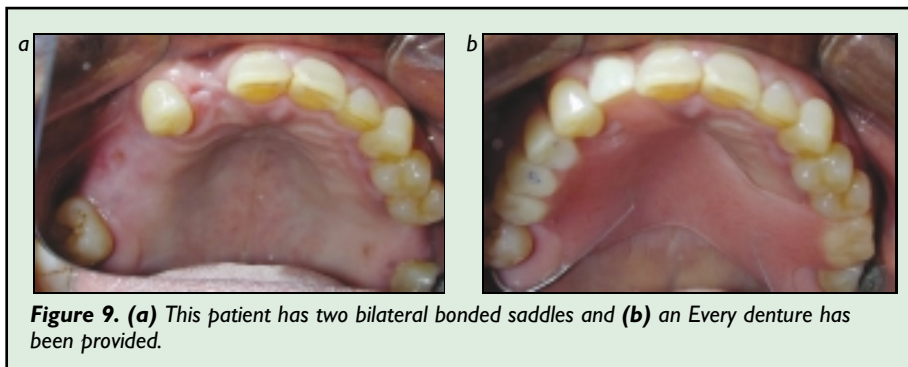 a
b
Figure 9. (a) This patient has two bilateral bonded saddles and (b) an Every denture has
been provided.